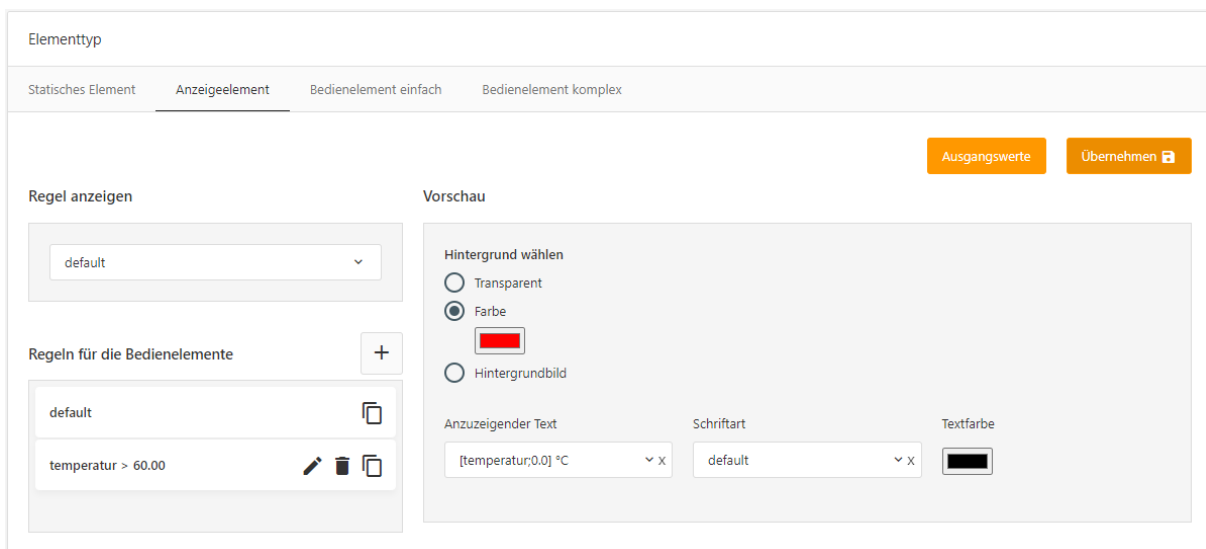 Elementtyp
Statisches Element Anzeigeelement Bedienelement einfach Bedienelement komplex
Ausgangswerte Übernehmen
Regel anzeigen
default
Regeln für die Bedienelemente +
default
temperatur > 60.00
Vorschau
Hintergrund wählen
Transparent
Farbe
Hintergrundbild
Anzuzeigender Text Schriftart Textfarbe
[temperatur;0.0] °C x default x